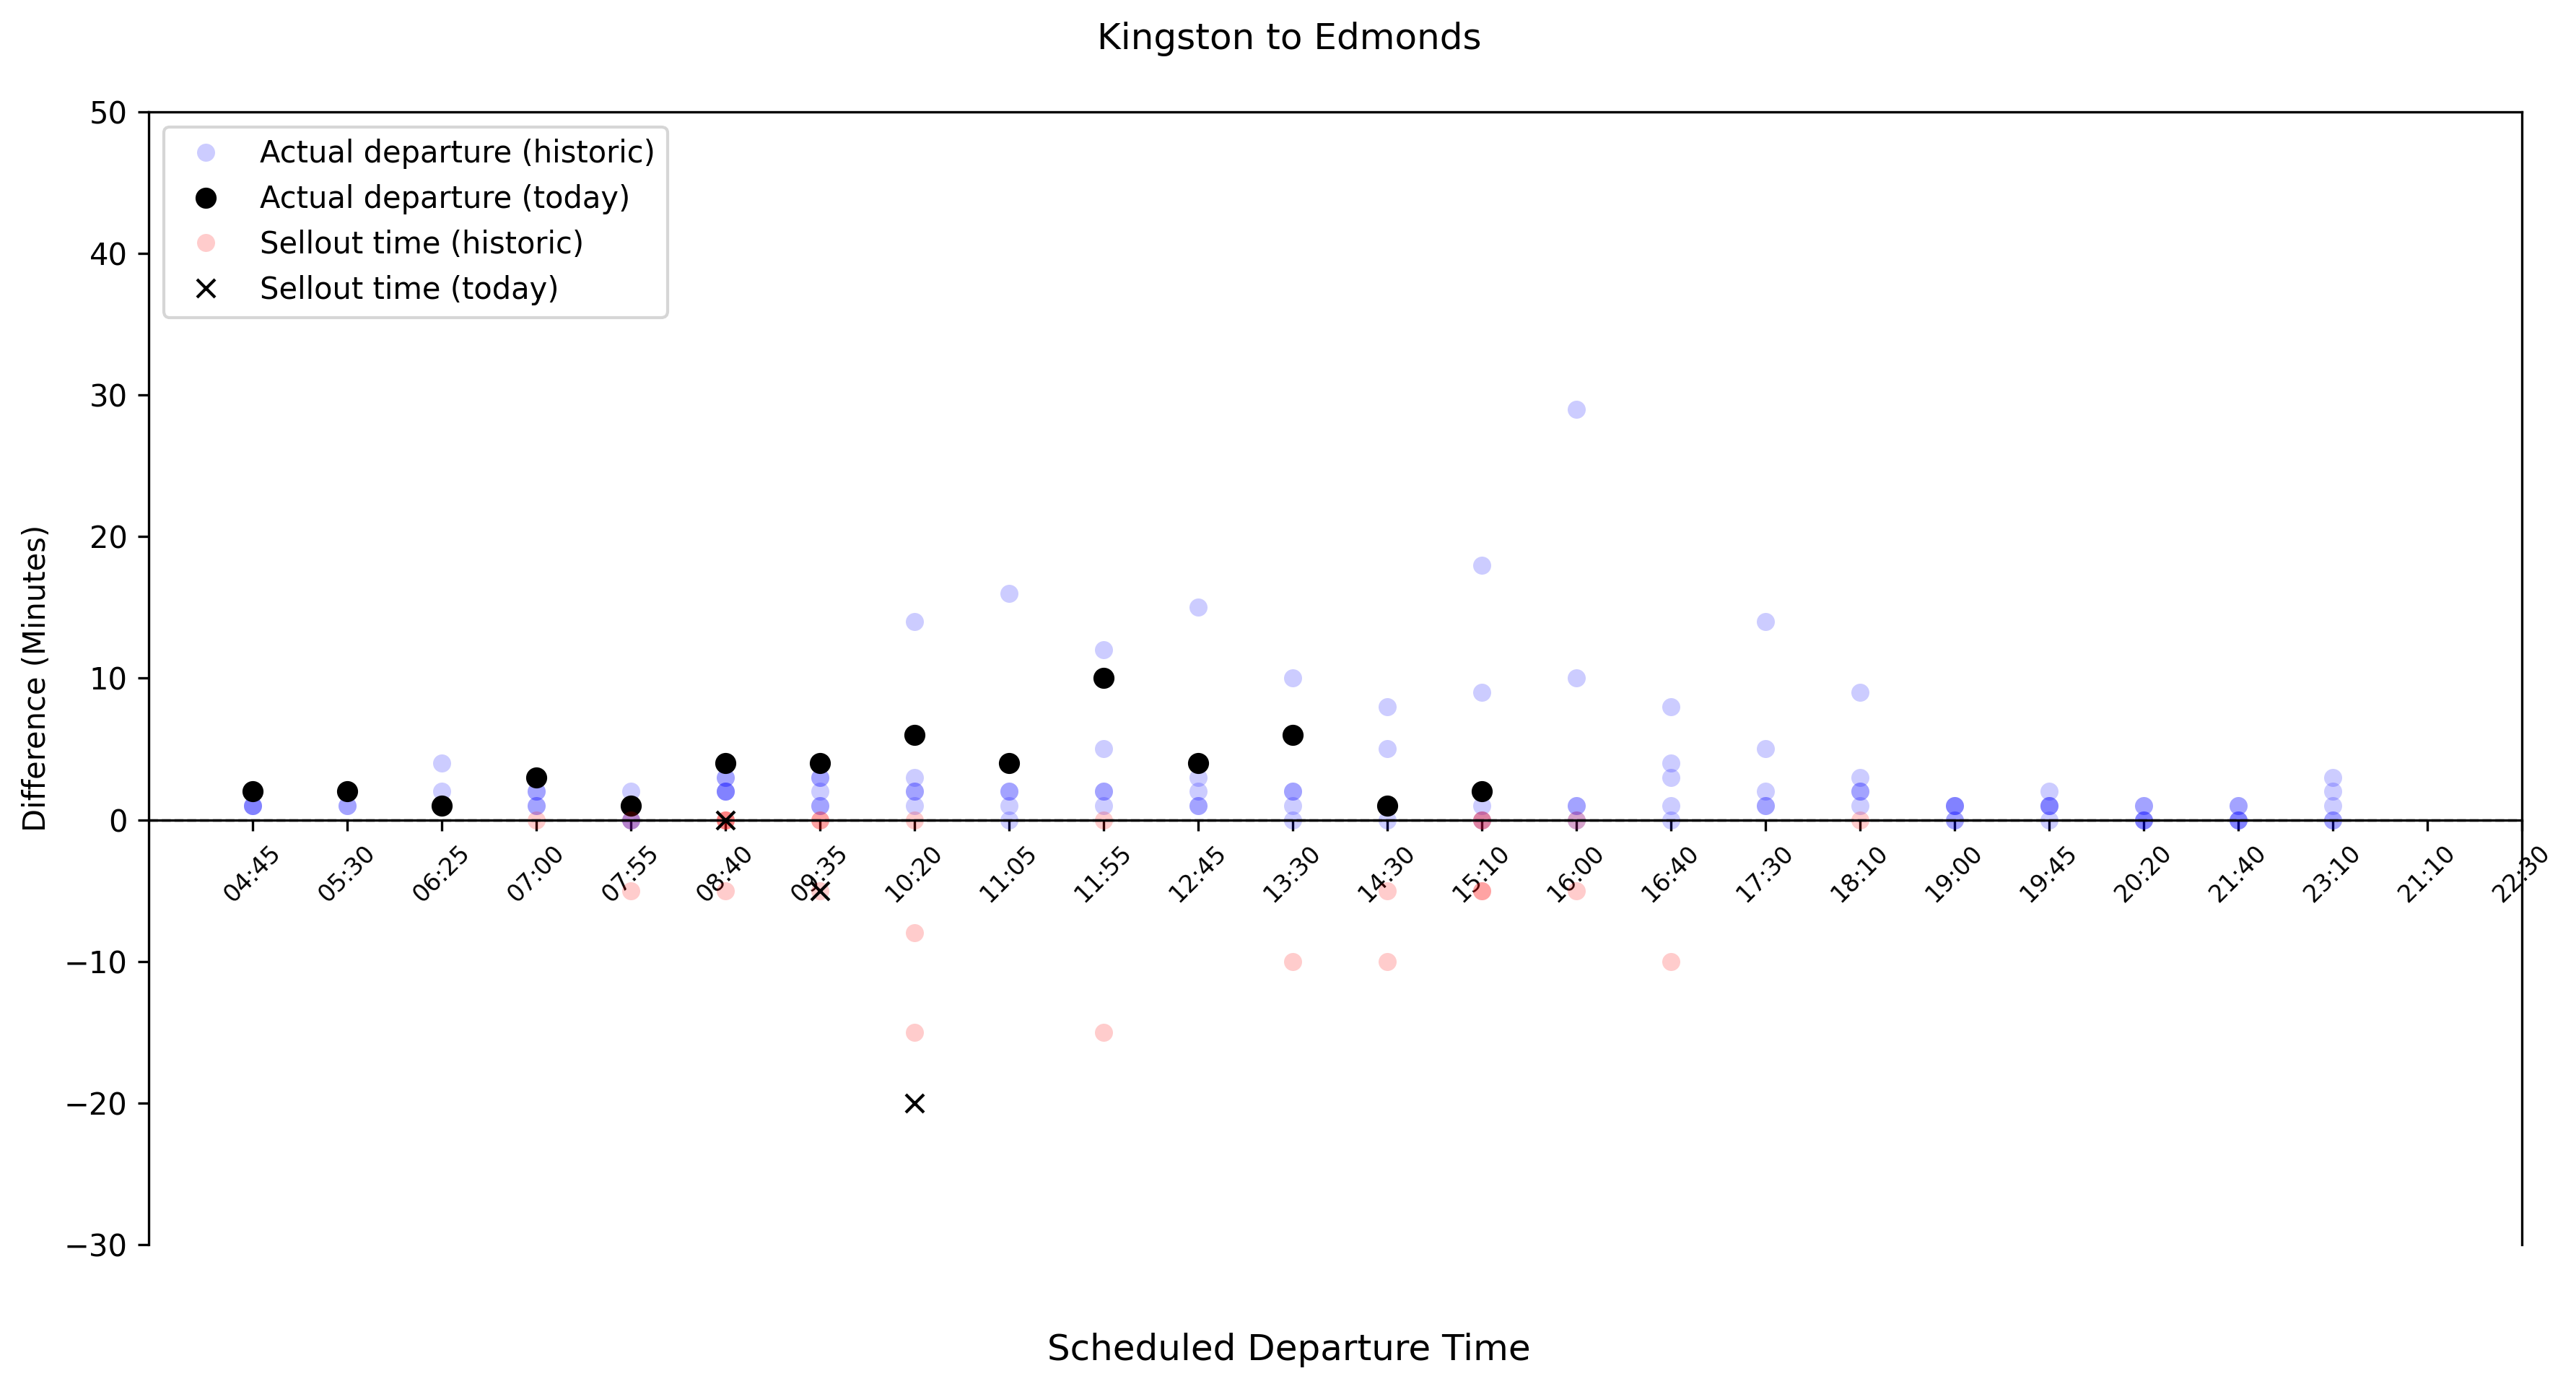 Kingston to Edmonds
50
40
30
20
10
0
−10
−20
−30
Difference (Minutes)
Actual departure (historic)
Actual departure (today)
Sellout time (historic)
Sellout time (today)
04:45 05:30 06:25 07:00 07:55 08:40 09:35 10:20 11:05 11:55 12:45 13:30 14:30 15:10 16:00 16:40 17:30 18:10 19:00 19:45 20:20 21:40 23:10 21:10 22:30
Scheduled Departure Time